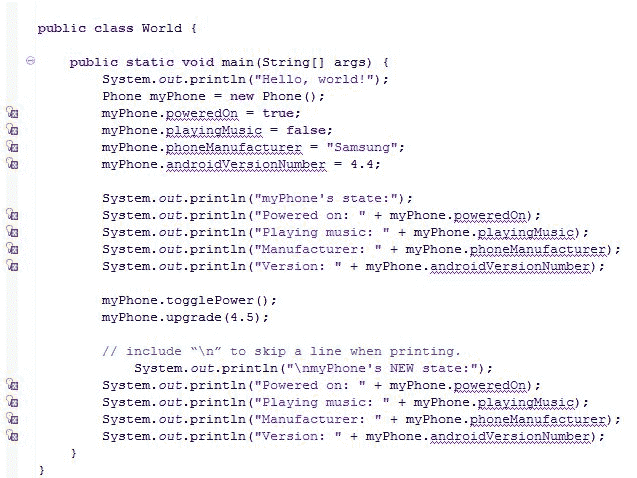 public class World {
public static void main(String[] args) {
System.out.println("Hello, world!");
Phone myPhone = new Phone();
myPhone.poweredOn = true;
myPhone.playingMusic = false;
myPhone.phoneManufacturer = "Samsung";
myPhone.androidVersionNumber = 4.4;
System.out.println("myPhone's state:");
System.out.println("Powered on: " + myPhone.poweredOn);
System.out.println("Playing music: " + myPhone.playingMusic);
System.out.println("Manufacturer: " + myPhone.phoneManufacturer);
System.out.println("Version: " + myPhone.androidVersionNumber);
myPhone.togglePower();
myPhone.upgrade(4.5);
// include “\n” to skip a line when printing.
System.out.println("\nmyPhone's NEW state:");
System.out.println("Powered on: " + myPhone.poweredOn);
System.out.println("Playing music: " + myPhone.playingMusic);
System.out.println("Manufacturer: " + myPhone.phoneManufacturer);
System.out.println("Version: " + myPhone.androidVersionNumber);
}
}